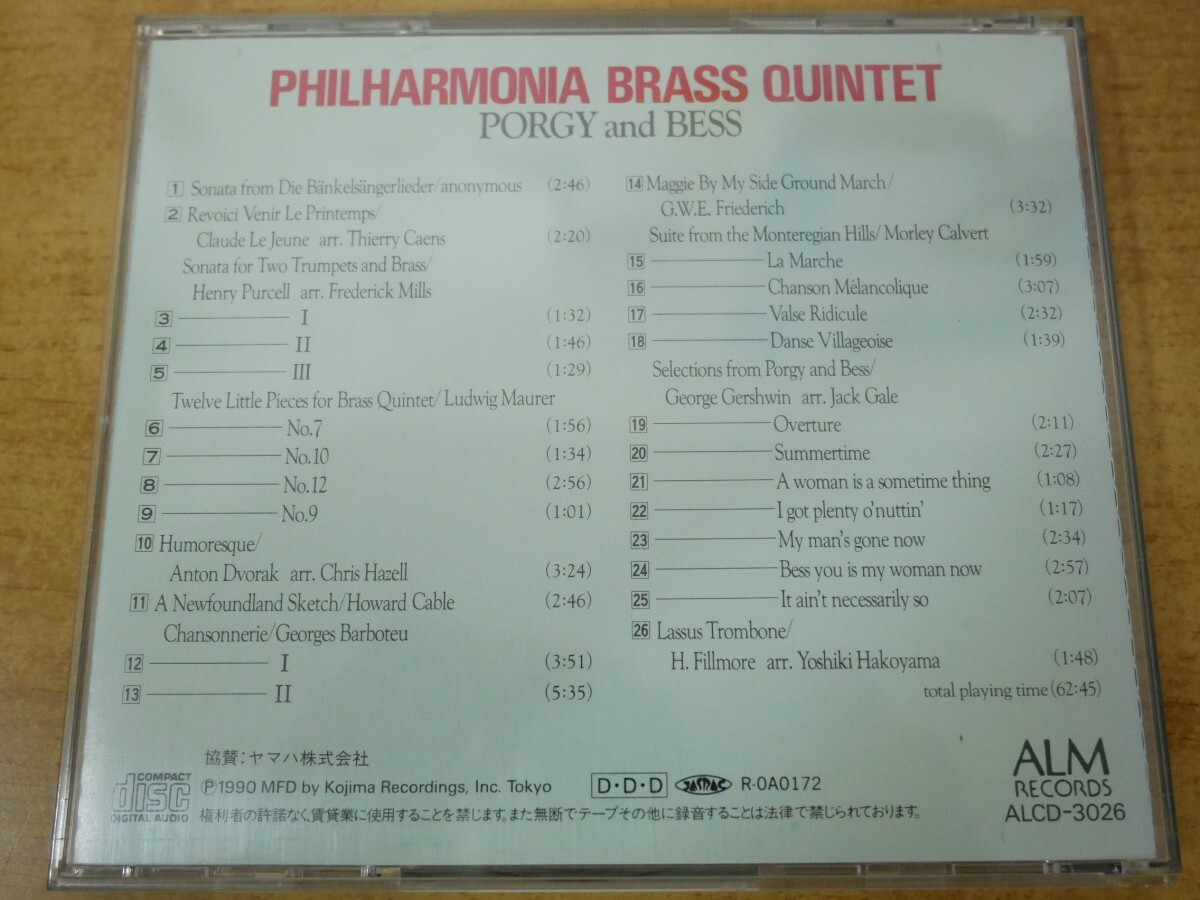 PHILHARMONIA BRASS QUINTET
PORGY and BESS
1 Sonata from Die Bänkelsängerlieder/anonymous (2:46)
2 Revoici Venir Le Printemps/
Claude Le Jeune arr. Thierry Caens (2:20)
Sonata for Two Trumpets and Brass/
Henry Purcell arr. Frederick Mills
3 I (1:32)
4 II (1:46)
5 III (1:29)
Twelve Little Pieces for Brass Quintet/Ludwig Maurer
6 No.7 (1:56)
7 No.10 (1:34)
8 No.12 (2:56)
9 No.9 (1:01)
10 Humoresque/
Anton Dvorak arr. Chris Hazell (3:24)
11 A Newfoundland Sketch/Howard Cable (2:46)
Chansonnerie/Georges Barboteu
12 I (3:51)
13 II (5:35)
14 Maggie By My Side Ground March/
G.W.E. Friederich (3:32)
Suite from the Monteregian Hills/Morley Calvert
15 La Marche (1:59)
16 Chanson Mélancolique (3:07)
17 Valse Ridicule (2:32)
18 Danse Villageoise (1:39)
Selections from Porgy and Bess/
George Gershwin arr. Jack Gale
19 Overture (2:11)
20 Summertime (2:27)
21 A woman is a sometime thing (1:08)
22 I got plenty o'nuttin' (1:17)
23 My man's gone now (2:34)
24 Bess you is my woman now (2:57)
25 It ain't necessarily so (2:07)
26 Lassus Trombone/
H. Fillmore arr. Yoshiki Hakoyama (1:48)
total playing time (62:45)
協賛:ヤマハ株式会社
COMPACT disc DIGITAL AUDIO
Ⓟ1990 MFD by Kojima Recordings, Inc. Tokyo D・D・D JASRAC R-0A0172
権利者の許諾なく、賃貸業に使用することを禁じます。また無断でテープその他に録音することは法律で禁じられております。
ALM
RECORDS
ALCD-3026